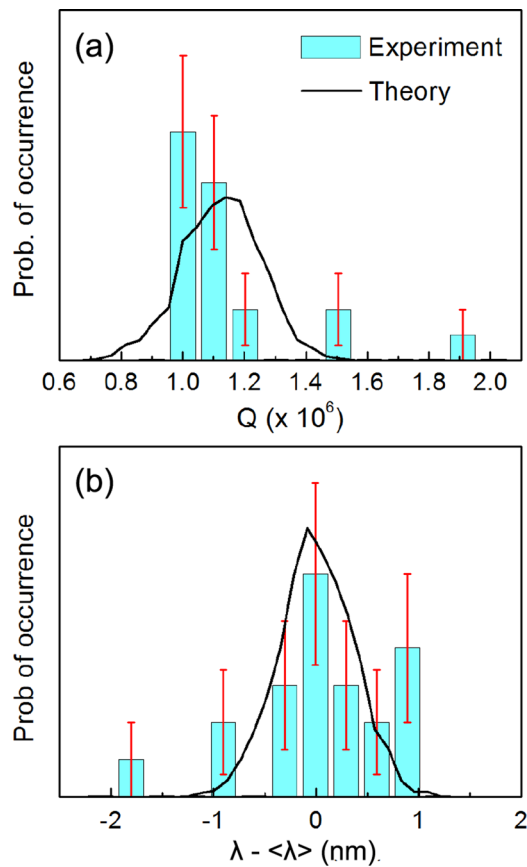 (a)
Experiment
Theory
Prob. of occurrence
0.6 0.8 1.0 1.2 1.4 1.6 1.8 2.0
Q (x 10⁶)
(b)
Prob of occurrence
-2 -1 0 1 2
λ - <λ> (nm).